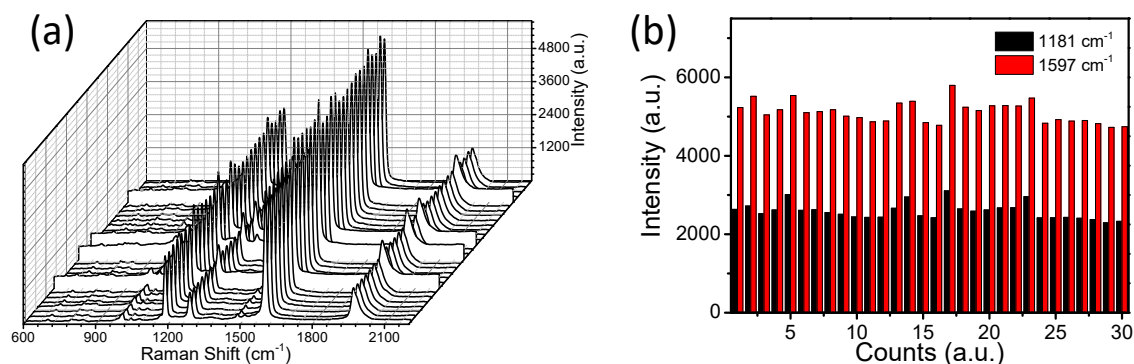 (a)
4800
3600
2400
1200
Intensity (a.u.)
600 900 1200 1500 1800 2100
Raman Shift (cm⁻¹)
(b)
1181 cm⁻¹
1597 cm⁻¹
6000
4000
2000
0
Intensity (a.u.)
5 10 15 20 25 30
Counts (a.u.)